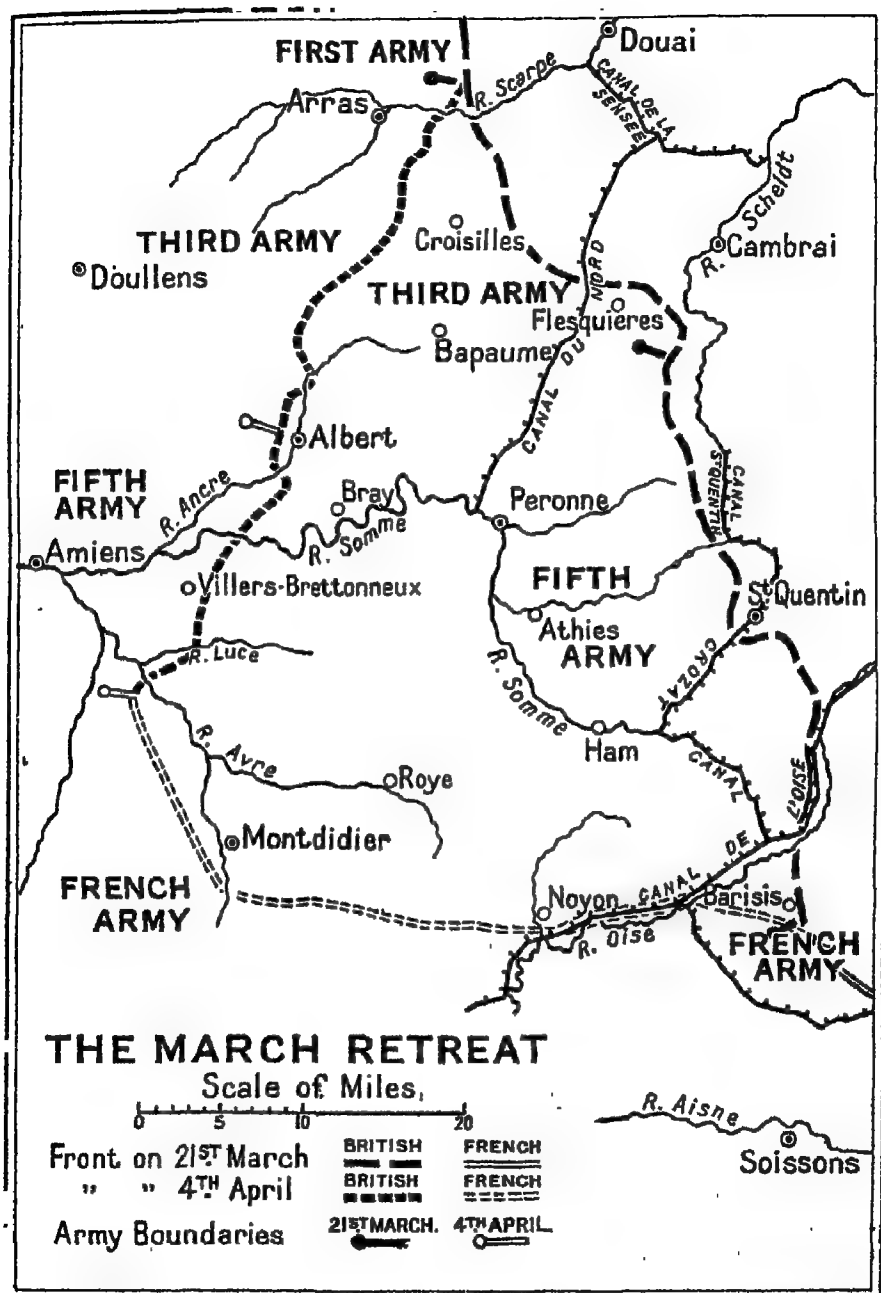 FIRST ARMY
Douai
R. Scarpe
CANAL DE LA
SENSEE
Arras
R. Scheldt
THIRD ARMY
Croisilles
Cambrai
Doullens
THIRD ARMY
Flesquieres
Bapaume
CANAL DU NORD
Albert
FIFTH
ARMY
R. Ancre
Bray
R. Somme
Peronne
CANAL
ST QUENTIN
Amiens
Villers-Brettonneux
FIFTH
ARMY
Athies
St. Quentin
R. Luce
R. Somme
CROZAT
CANAL
Ham
R. Avre
Roye
Montdidier
FRENCH
ARMY
Noyon
CANAL DE L'OISE
R. Oise
Barisis
FRENCH
ARMY
THE MARCH RETREAT
Scale of Miles,
0 5 10 20
R. Aisne
Soissons
BRITISH FRENCH
Front on 21ST March
BRITISH FRENCH
" " 4TH April
Army Boundaries 21ST MARCH. 4TH APRIL